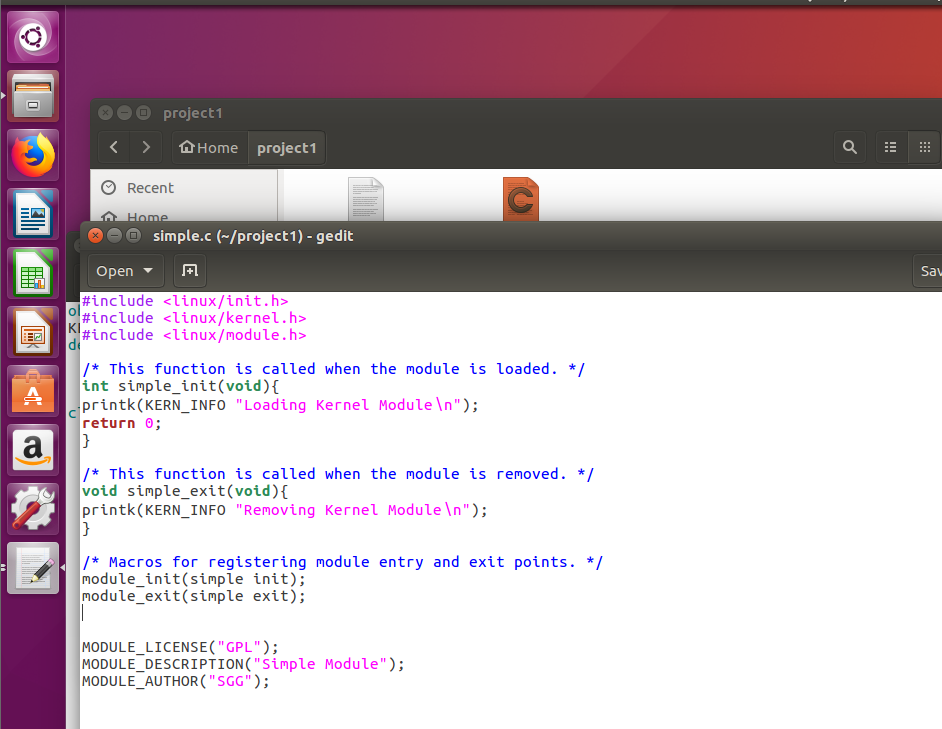 project1
Home
project1
Recent
Home
simple.c (~/project1) - gedit
Open
#include <linux/init.h>
#include <linux/kernel.h>
#include <linux/module.h>
/* This function is called when the module is loaded. */
int simple_init(void){
printk(KERN_INFO "Loading Kernel Module\n");
return 0;
}
/* This function is called when the module is removed. */
void simple_exit(void){
printk(KERN_INFO "Removing Kernel Module\n");
}
/* Macros for registering module entry and exit points. */
module_init(simple init);
module_exit(simple exit);
MODULE_LICENSE("GPL");
MODULE_DESCRIPTION("Simple Module");
MODULE_AUTHOR("SGG");